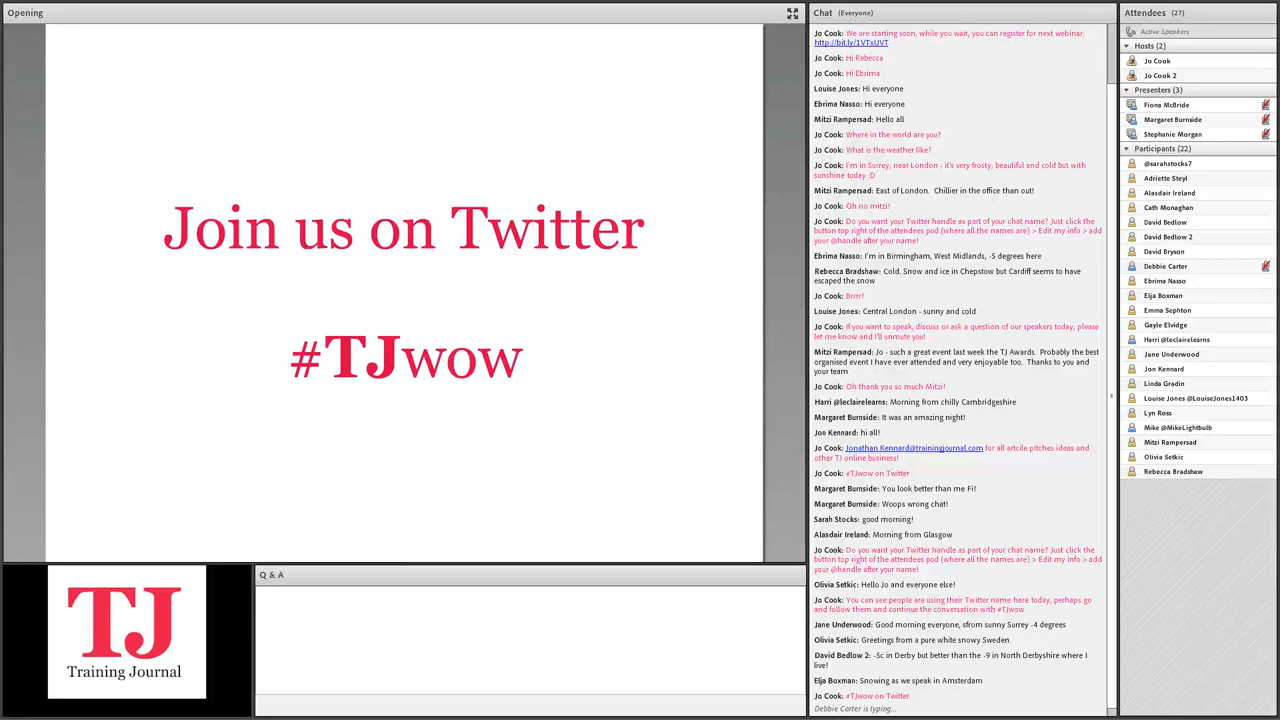 Opening
Join us on Twitter
#TJwow
TJ
Training Journal
Q & A
Chat (Everyone)
Jo Cook: We are starting soon, while you wait, you can register for next webinar:
http://bit.ly/1VTxUVT
Jo Cook: Hi Rebecca
Jo Cook: Hi Ebrima
Louise Jones: Hi everyone
Ebrima Nasso: Hi everyone
Mitzi Rampersad: Hello all
Jo Cook: Where in the world are you?
Jo Cook: What is the weather like?
Jo Cook: I'm in Surrey, near London - it's very frosty, beautiful and cold but with
sunshine today :D
Mitzi Rampersad: East of London. Chillier in the office than out!
Jo Cook: Oh no mitzi!
Jo Cook: Do you want your Twitter handle as part of your chat name? Just click the
button top right of the attendees pod (where all the names are) > Edit my info > add
your @handle after your name!
Ebrima Nasso: I'm in Birmingham, West Midlands, -5 degrees here
Rebecca Bradshaw: Cold. Snow and ice in Chepstow but Cardiff seems to have
escaped the snow
Jo Cook: Brrr!
Louise Jones: Central London - sunny and cold
Jo Cook: If you want to speak, discuss or ask a question of our speakers today, please
let me know and I'll unmute you!
Mitzi Rampersad: Jo - such a great event last week the TJ Awards. Probably the best
organised event I have ever attended and very enjoyable too. Thanks to you and
your team
Jo Cook: Oh thank you so much Mitzi!
Harri @leclairelearns: Morning from chilly Cambridgeshire
Margaret Burnside: It was an amazing night!
Jon Kennard: hi all!
Jo Cook: Jonathan.Kennard@trainingjournal.com for all artcile pitches ideas and
other TJ online business!
Jo Cook: #TJwow on Twitter
Margaret Burnside: You look better than me Fi!
Margaret Burnside: Woops wrong chat!
Sarah Stocks: good morning!
Alasdair Ireland: Morning from Glasgow
Jo Cook: Do you want your Twitter handle as part of your chat name? Just click the
button top right of the attendees pod (where all the names are) > Edit my info > add
your @handle after your name!
Olivia Setkic: Hello Jo and everyone else!
Jo Cook: You can see people are using their Twitter name here today, perhaps go
and follow them and continue the conversation with #TJwow
Jane Underwood: Good morning everyone, sfrom sunny Surrey -4 degrees
Olivia Setkic: Greetings from a pure white snowy Sweden.
David Bedlow 2: -5c in Derby but better than the -9 in North Derbyshire where I
live!
Elja Boxman: Snowing as we speak in Amsterdam
Jo Cook: #TJwow on Twitter
Debbie Carter is typing...
Attendees (27)
Active Speakers
Hosts (2)
Jo Cook
Jo Cook 2
Presenters (3)
Fiona McBride
Margaret Burnside
Stephanie Morgan
Participants (22)
@sarahstocks7
Adriette Steyl
Alasdair Ireland
Cath Monaghan
David Bedlow
David Bedlow 2
David Bryson
Debbie Carter
Ebrima Nasso
Elja Boxman
Emma Sephton
Gayle Elvidge
Harri @leclairelearns
Jane Underwood
Jon Kennard
Linda Gradin
Louise Jones @LouiseJones1403
Lyn Ross
Mike @MikeLightbulb
Mitzi Rampersad
Olivia Setkic
Rebecca Bradshaw